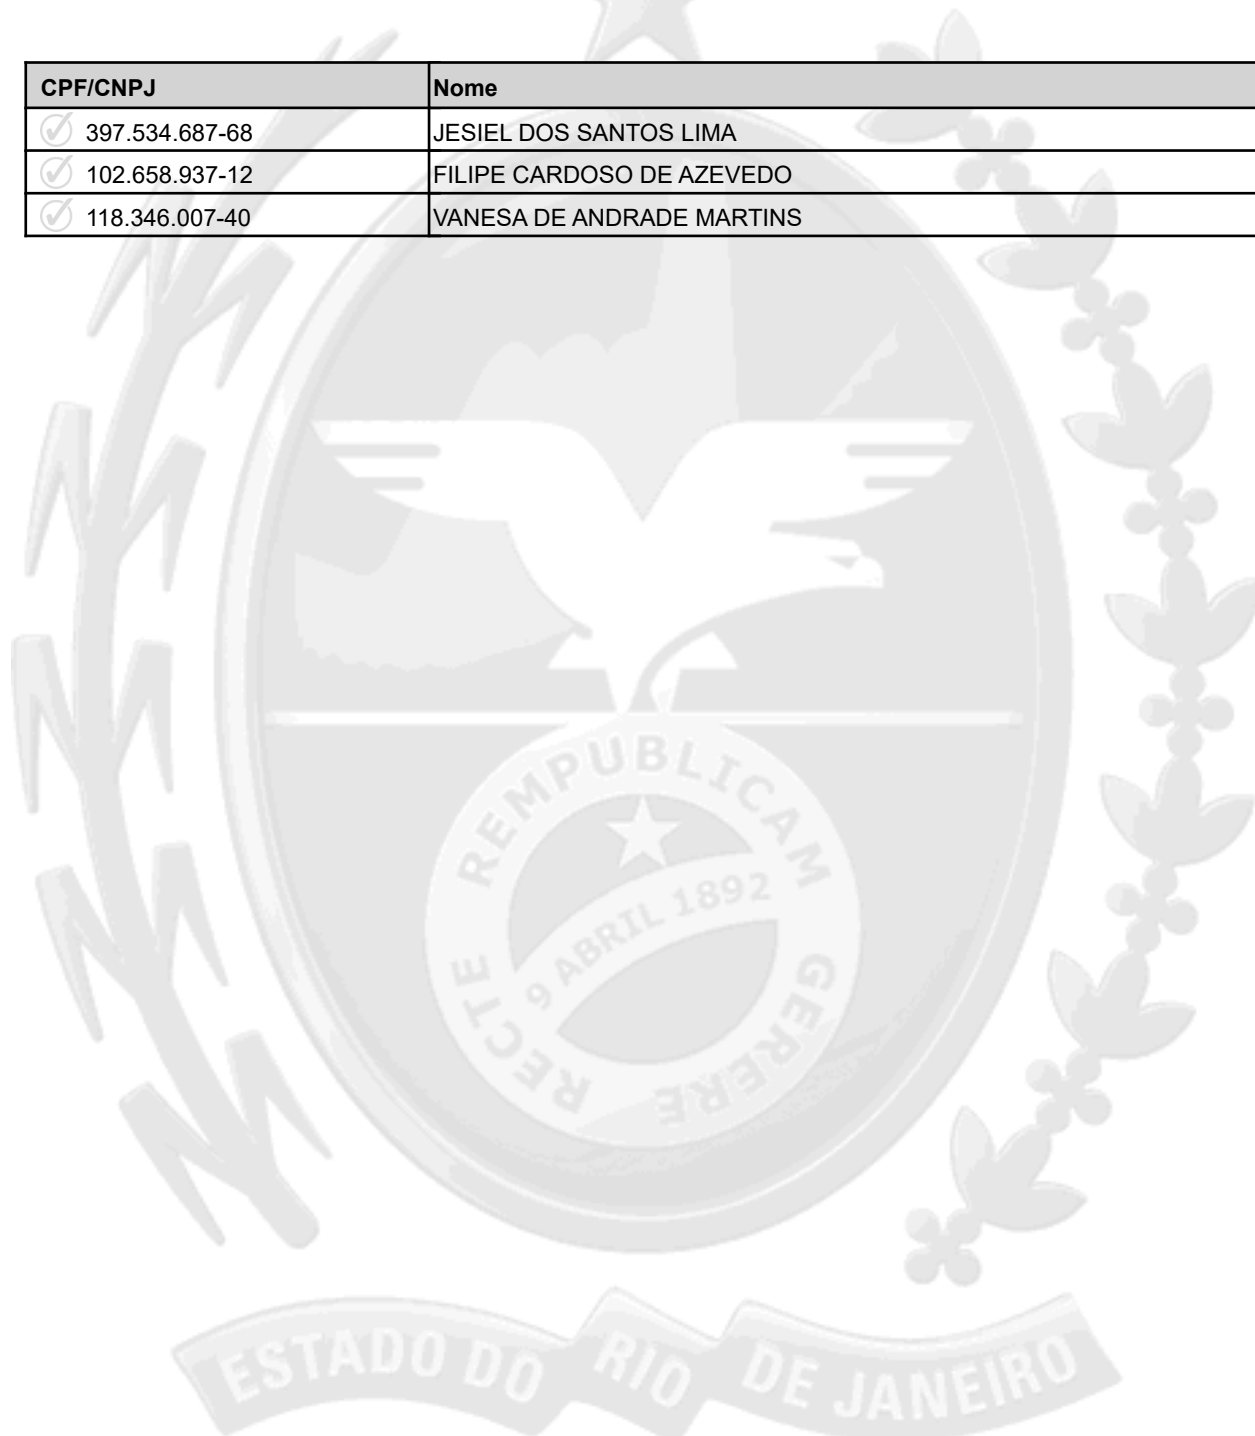 CPF/CNPJ Nome
397.534.687-68 JESIEL DOS SANTOS LIMA
102.658.937-12 FILIPE CARDOSO DE AZEVEDO
118.346.007-40 VANESA DE ANDRADE MARTINS
RECTE REMPUBLICAM GERERE
9 ABRIL 1892
ESTADO DO RIO DE JANEIRO